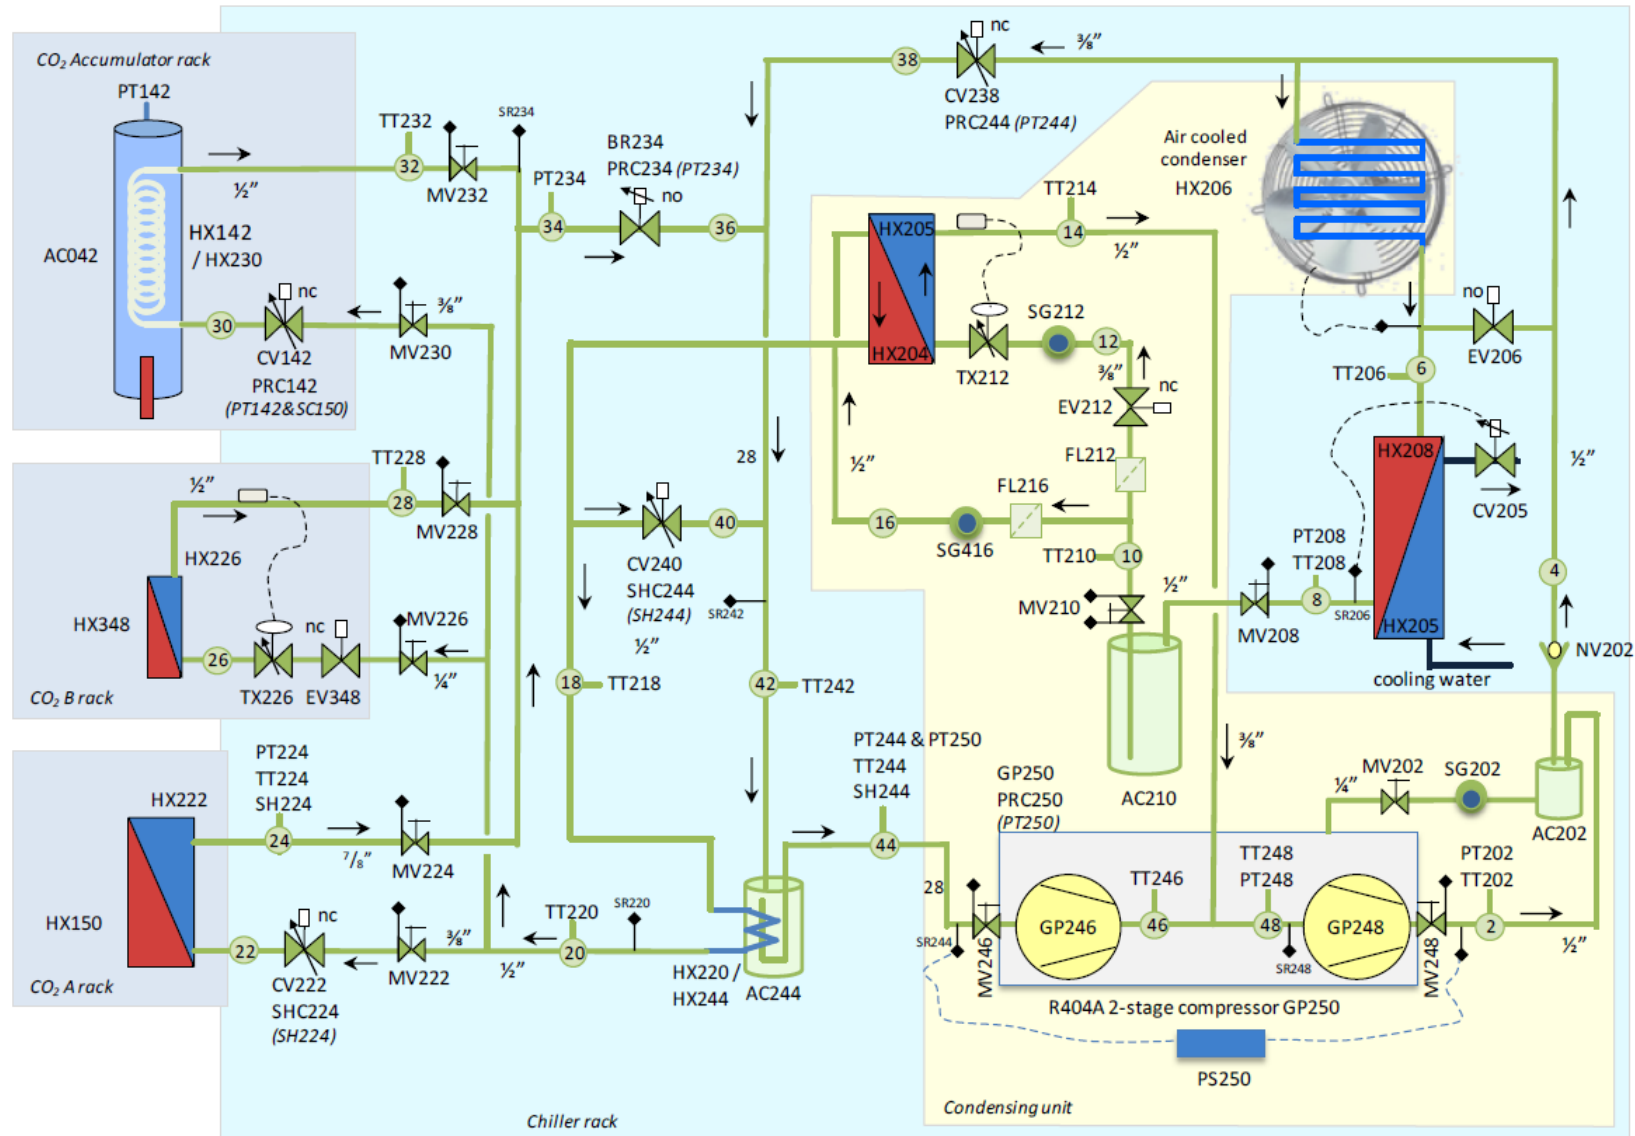 CO₂ Accumulator rack
PT142
AC042
HX142
/ HX230
½”
30
nc
CV142
PRC142
(PT142&SC150)
TT232
32
MV232
SR234
MV230
⅜”
PT234
34
BR234
PRC234 (PT234)
no
36
38
nc
CV238
PRC244 (PT244)
⅜”
Air cooled
condenser
HX206
HX205
HX204
TT214
14
½”
TX212
SG212
12
⅜”
nc
EV212
FL212
FL216
½”
16
SG416
TT210
10
MV210
½”
AC210
no
EV206
TT206
6
HX208
HX205
CV205
½”
PT208
TT208
8
SR206
MV208
4
NV202
cooling water
½”
TT228
28
MV228
HX226
HX348
26
TX226
nc
EV348
MV226
¼”
CO₂ B rack
28
40
CV240
SHC244
(SH244)
SR242
½”
18
TT218
42
TT242
PT224
TT224
SH224
HX222
24
⅞”
MV224
HX150
22
nc
CV222
SHC224
(SH224)
MV222
⅜”
½”
TT220
20
SR220
HX220 /
HX244
AC244
CO₂ A rack
PT244 & PT250
TT244
SH244
44
28
SR244
MV246
GP250
PRC250
(PT250)
⅜”
GP246
TT246
46
TT248
PT248
48
SR248
GP248
MV248
¼”
MV202
SG202
AC202
PT202
TT202
2
½”
R404A 2-stage compressor GP250
PS250
Chiller rack
Condensing unit